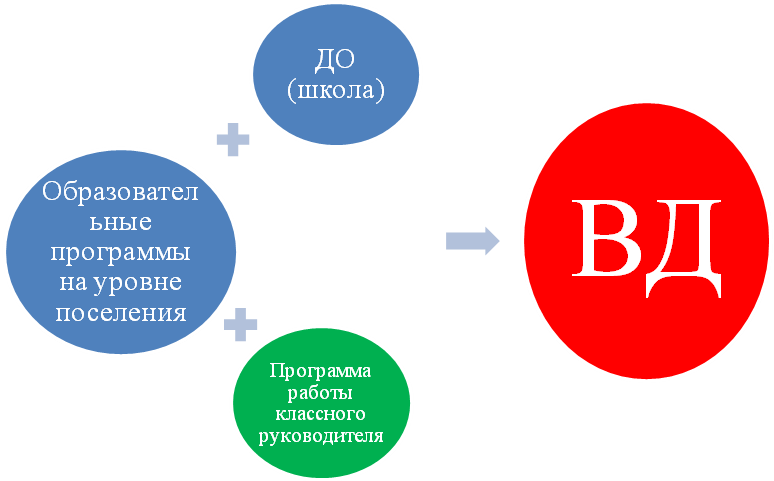 ДО
(школа)
Образовател
ьные
программы
на уровне
поселения
Программа
работы
классного
руководителя
ВД